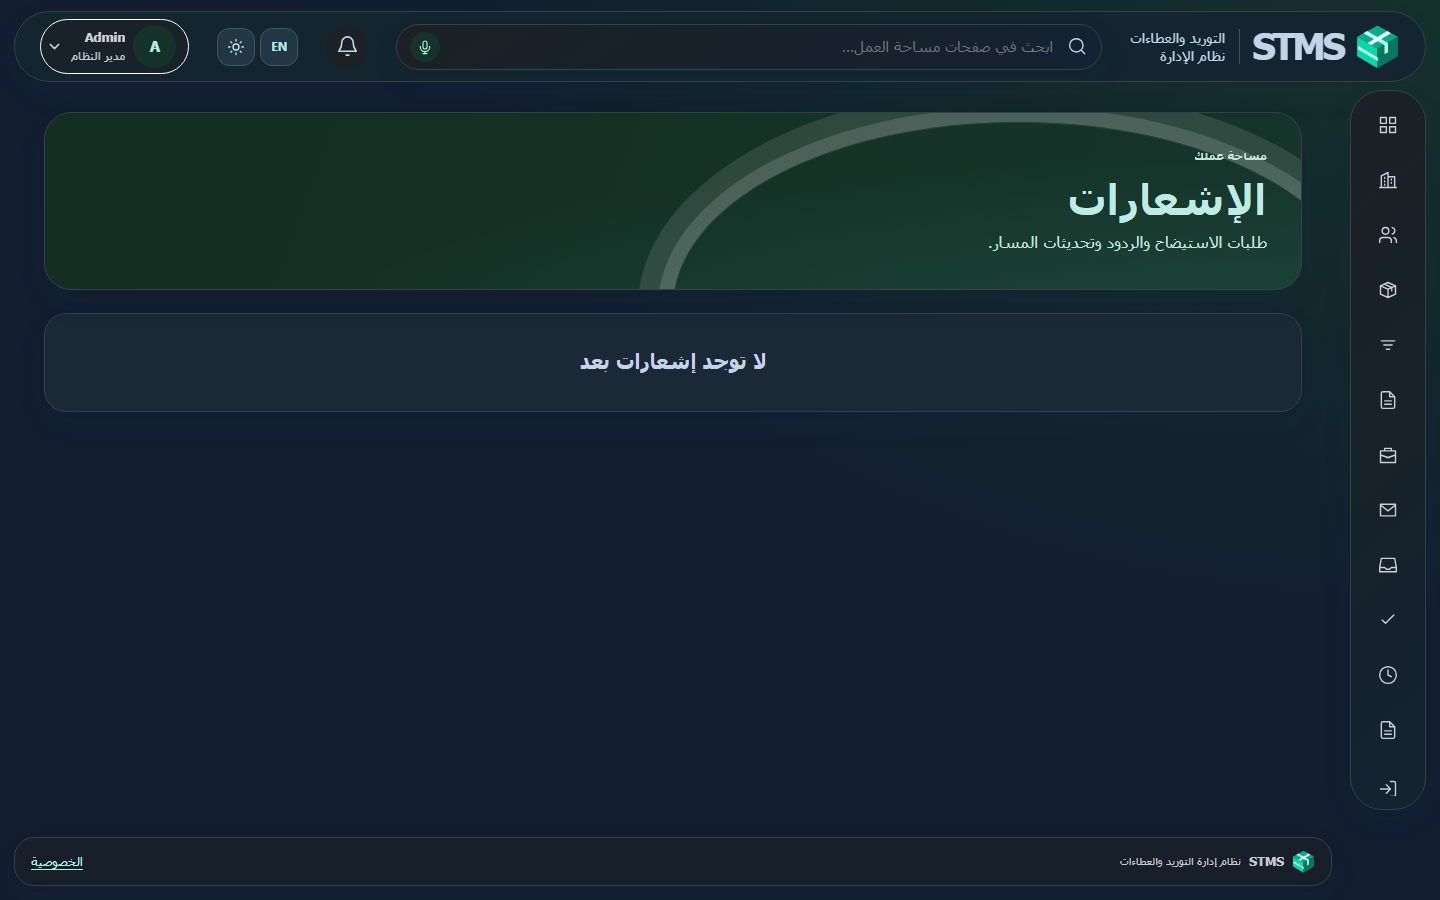 STMS
التوريد والعطاءات
نظام الإدارة
ابحث في صفحات مساحة العمل...
EN
A
Admin
مدير النظام
مساحة عملك
الإشعارات
طلبات الاستيضاح والردود وتحديثات المسار.
لا توجد إشعارات بعد
STMS نظام إدارة التوريد والعطاءات
الخصوصية